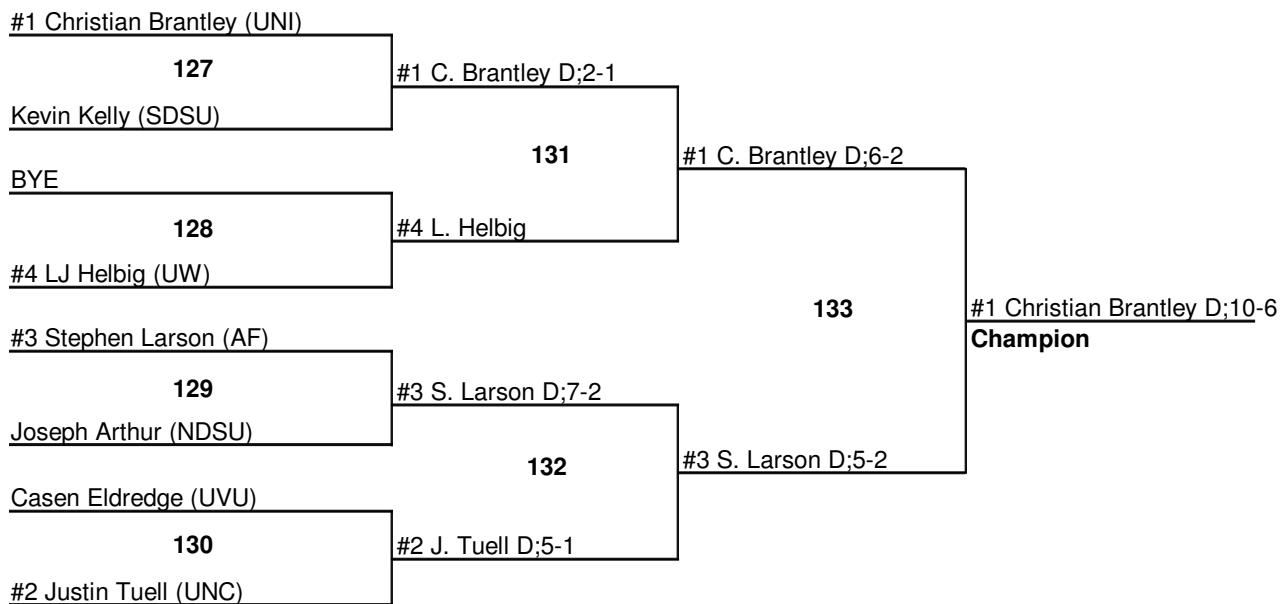 #1 Christian Brantley (UNI)
127
#1 C. Brantley D;2-1
Kevin Kelly (SDSU)
131
#1 C. Brantley D;6-2
BYE
128
#4 L. Helbig
#4 LJ Helbig (UW)
133
#1 Christian Brantley D;10-6
Champion
#3 Stephen Larson (AF)
129
#3 S. Larson D;7-2
Joseph Arthur (NDSU)
132
#3 S. Larson D;5-2
Casen Eldredge (UVU)
130
#2 J. Tuell D;5-1
#2 Justin Tuell (UNC)